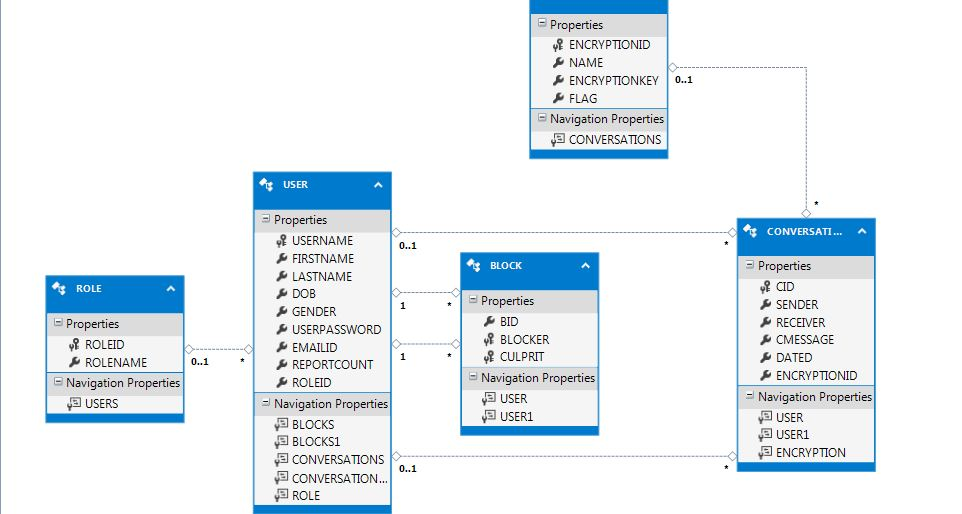 Properties
ENCRYPTIONID
NAME
ENCRYPTIONKEY
FLAG
Navigation Properties
CONVERSATIONS
0..1
*
USER
Properties
USERNAME
FIRSTNAME
LASTNAME
DOB
GENDER
USERPASSWORD
EMAILID
REPORTCOUNT
ROLEID
Navigation Properties
BLOCKS
BLOCKS1
CONVERSATIONS
CONVERSATION...
ROLE
0..1
*
1
*
1
*
0..1
*
ROLE
Properties
ROLEID
ROLENAME
Navigation Properties
USERS
0..1
*
BLOCK
Properties
BID
BLOCKER
CULPRIT
Navigation Properties
USER
USER1
CONVERSATI...
Properties
CID
SENDER
RECEIVER
CMESSAGE
DATED
ENCRYPTIONID
Navigation Properties
USER
USER1
ENCRYPTION